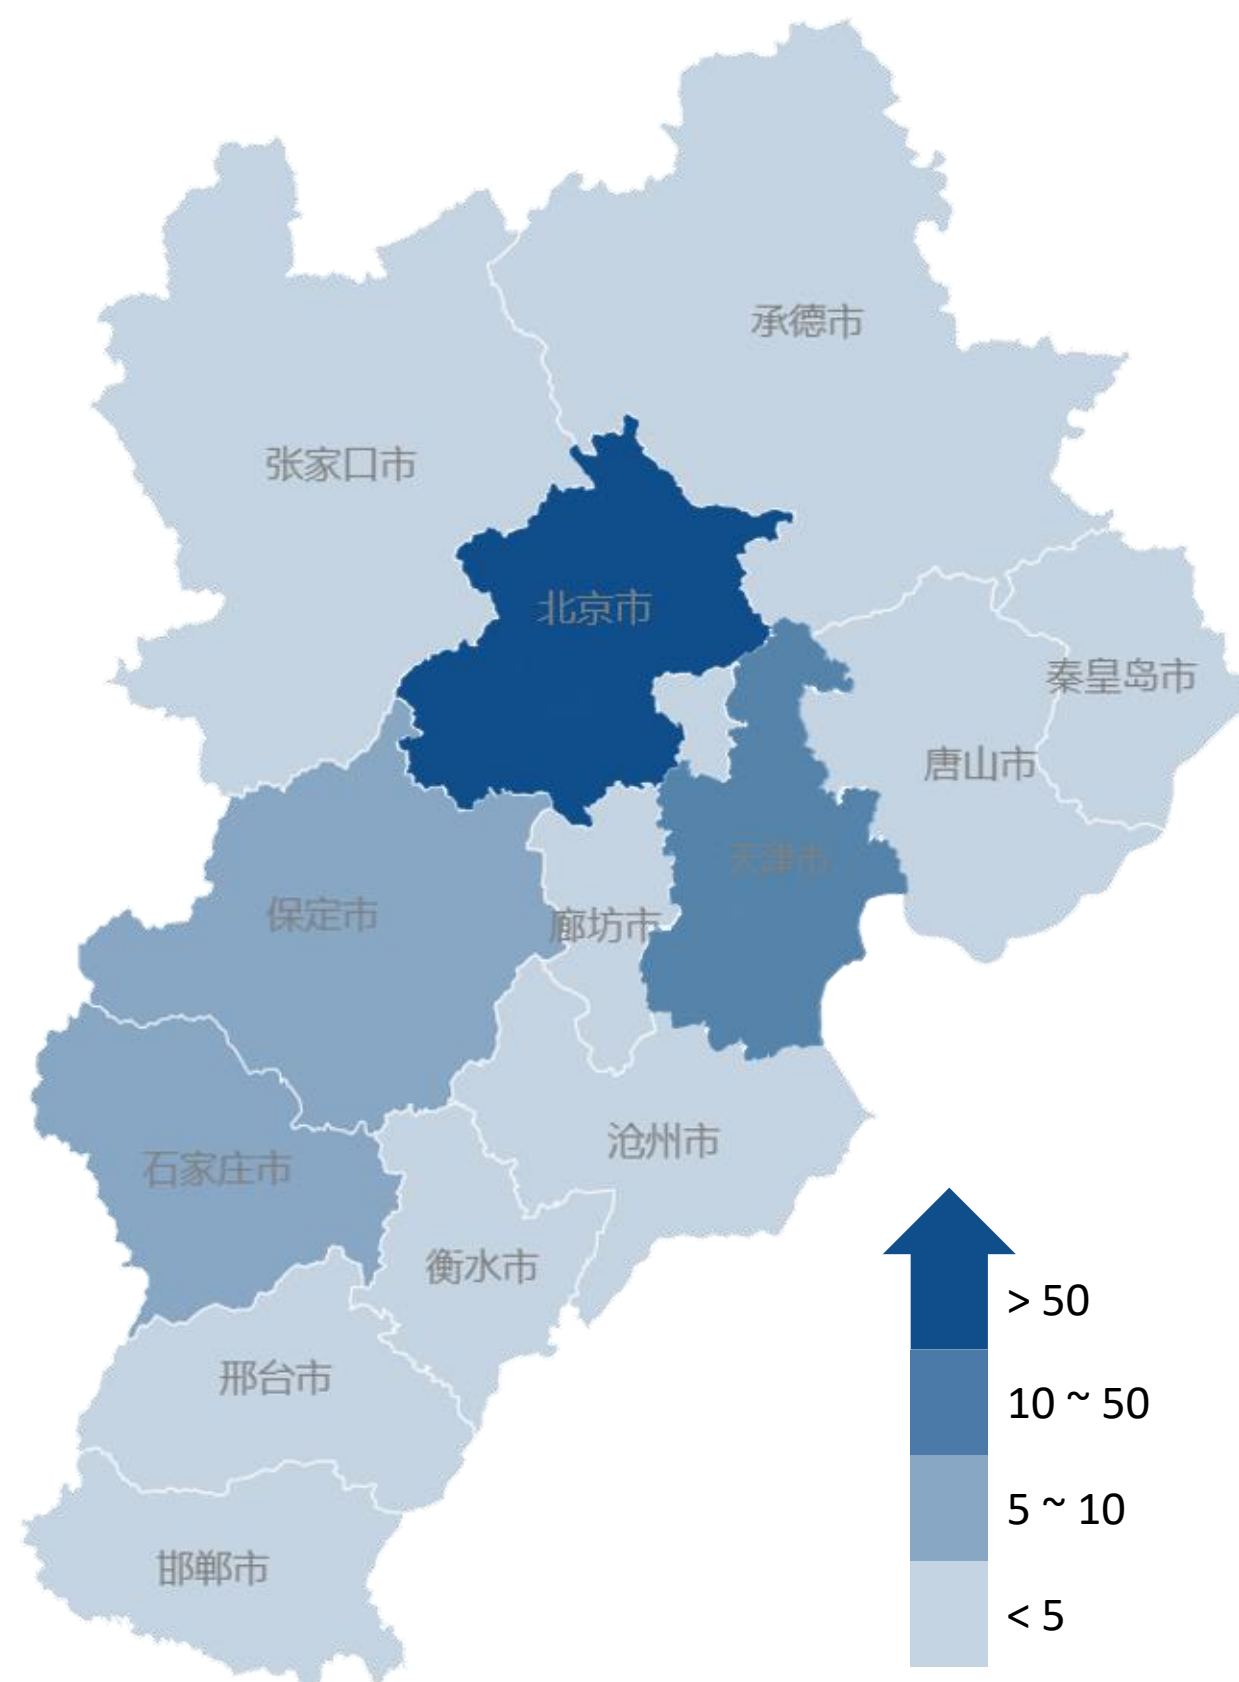 承德市
张家口市
北京市
秦皇岛市
唐山市
天津市
保定市
廊坊市
沧州市
石家庄市
衡水市
邢台市
邯郸市
> 50
10 ~ 50
5 ~ 10
< 5